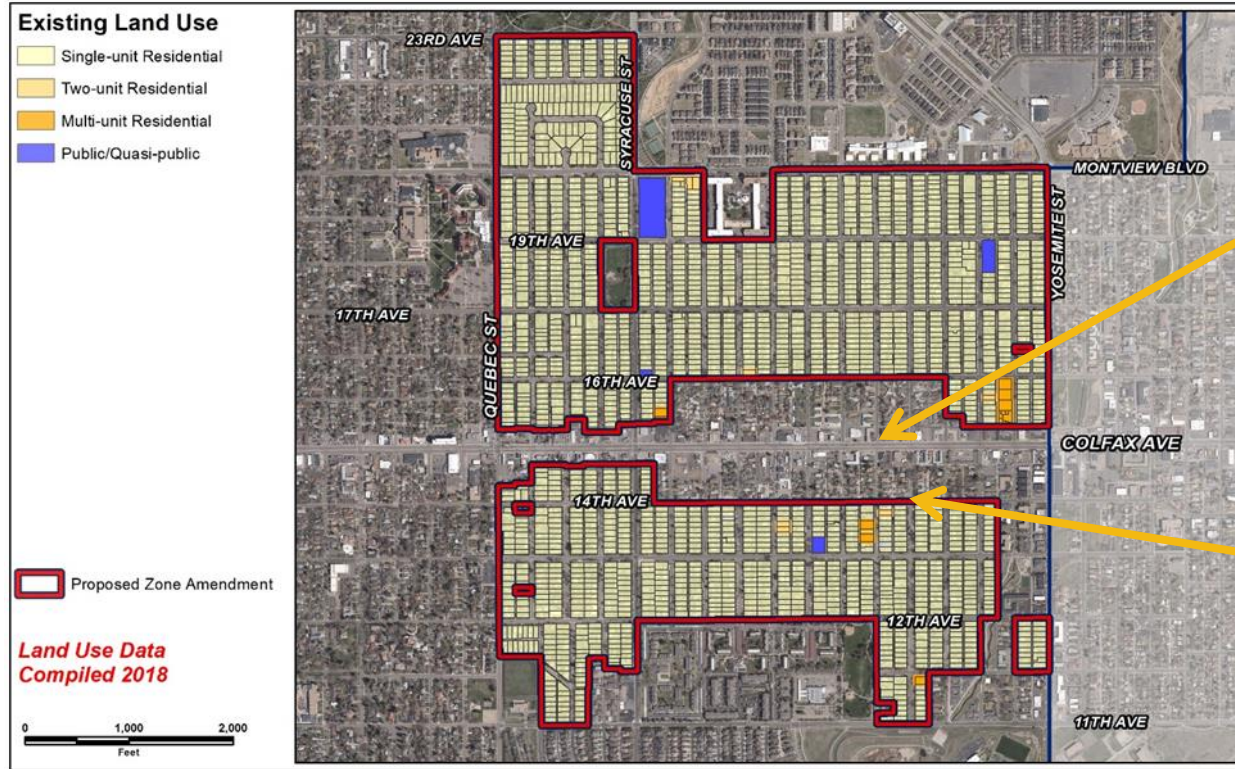 Existing Land Use
Single-unit Residential
Two-unit Residential
Multi-unit Residential
Public/Quasi-public
Proposed Zone Amendment
Land Use Data
Compiled 2018
0 1,000 2,000
Feet
23RD AVE
SYRACUSE ST
MONTVIEW BLVD
19TH AVE
YOSEMITE ST
17TH AVE
QUEBEC ST
16TH AVE
COLFAX AVE
14TH AVE
12TH AVE
11TH AVE